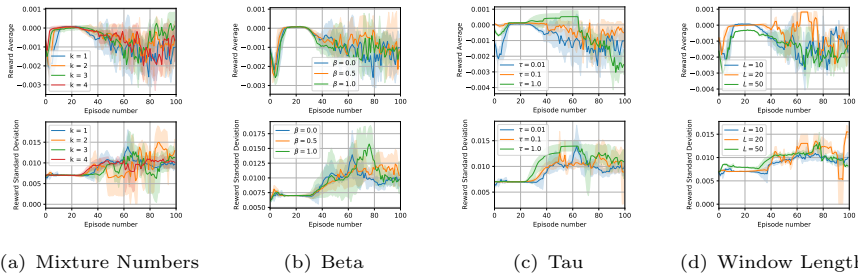 0.001
0.000
−0.001
−0.002
−0.003
Reward Average
k = 1
k = 2
k = 3
k = 4
0 20 40 60 80 100
Episode number
0.001
0.000
−0.001
−0.002
−0.003
Reward Average
β = 0.0
β = 0.5
β = 1.0
0 20 40 60 80 100
Episode number
0.001
0.000
−0.001
−0.002
−0.003
−0.004
Reward Average
τ = 0.01
τ = 0.1
τ = 1.0
0 20 40 60 80 100
Episode number
0.001
0.000
−0.001
−0.002
−0.003
Reward Average
L = 10
L = 20
L = 50
0 20 40 60 80 100
Episode number
0.015
0.010
0.005
0.000
Reward Standard Deviation
k = 1
k = 2
k = 3
k = 4
0 20 40 60 80 100
Episode number
0.0175
0.0150
0.0125
0.0100
0.0075
0.0050
Reward Standard Deviation
β = 0.0
β = 0.5
β = 1.0
0 20 40 60 80 100
Episode number
0.015
0.010
0.005
Reward Standard Deviation
τ = 0.01
τ = 0.1
τ = 1.0
0 20 40 60 80 100
Episode number
0.015
0.010
0.005
0.000
Reward Standard Deviation
L = 10
L = 20
L = 50
0 20 40 60 80 100
Episode number
(a) Mixture Numbers
(b) Beta
(c) Tau
(d) Window Length